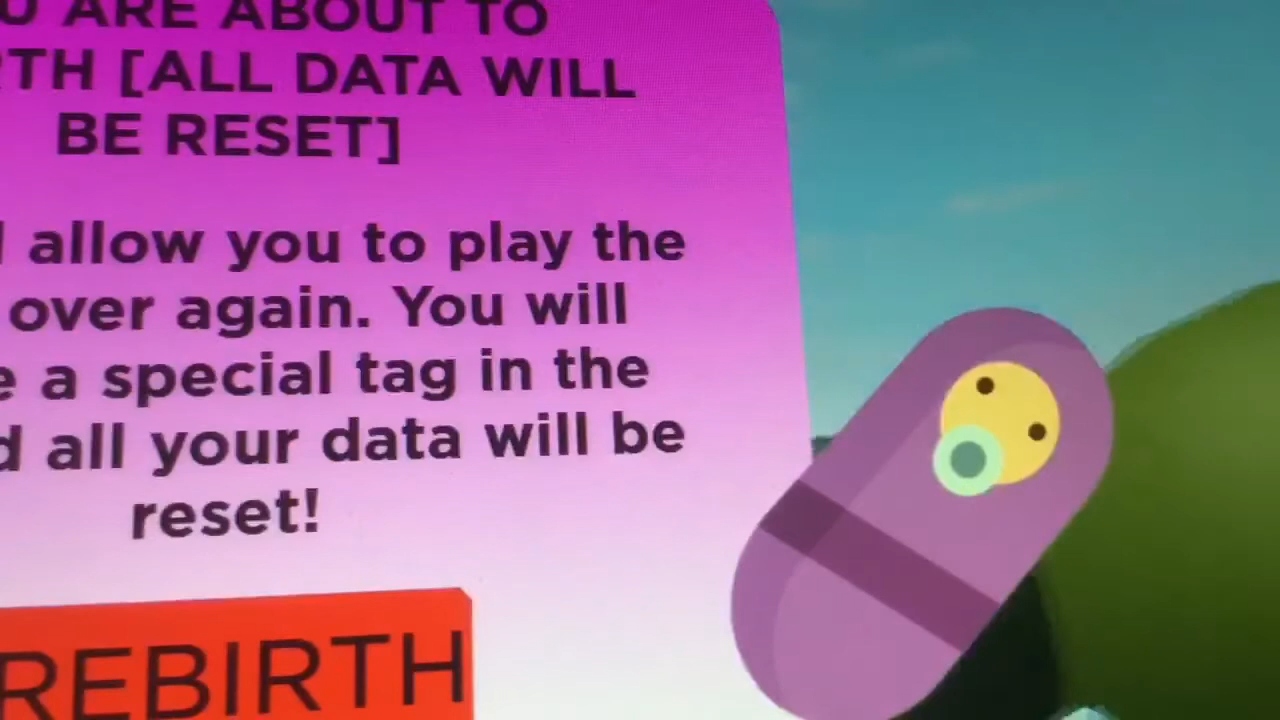 ARE ABOUT TO
[ALL DATA WILL
BE RESET]
allow you to play the
over again. You will
a special tag in the
all your data will be
reset!
REBIRTH